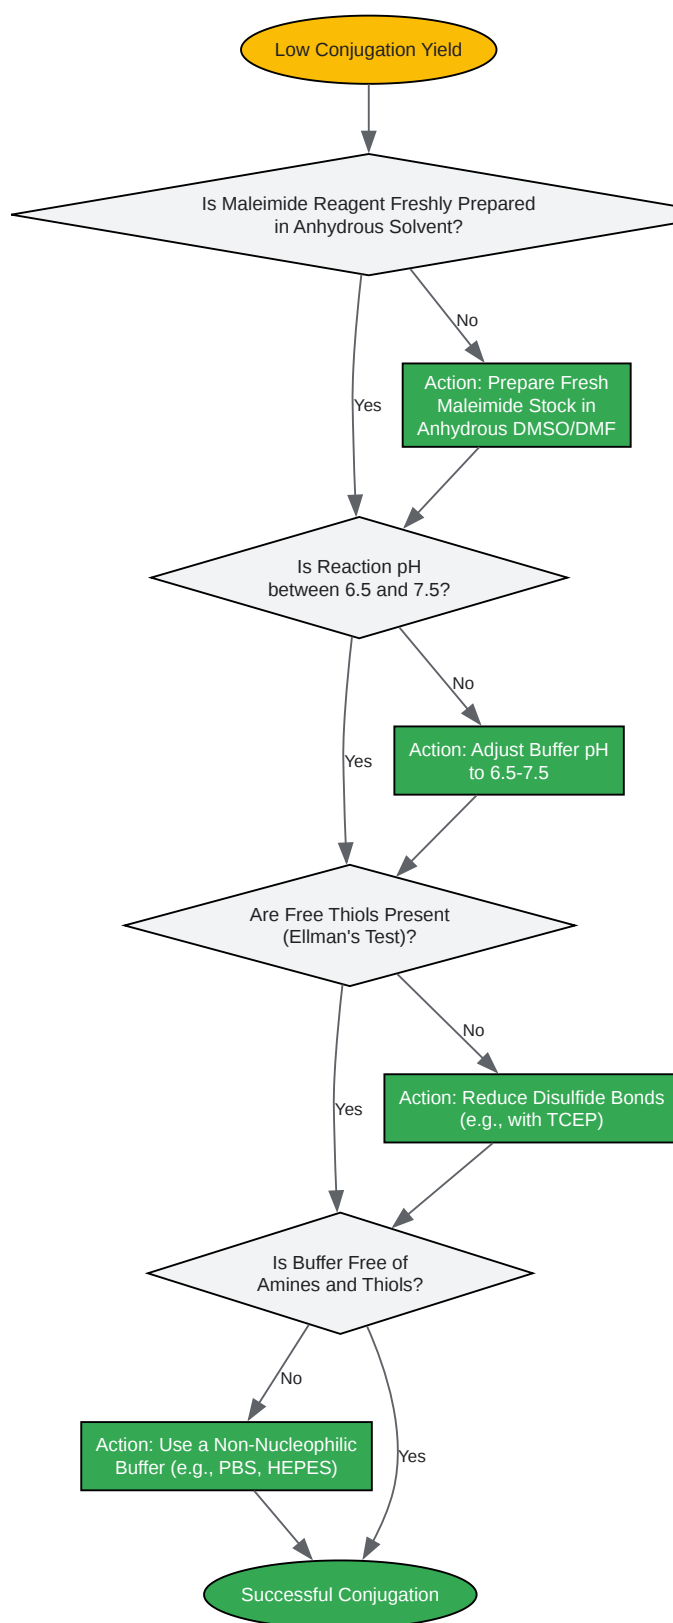 Low Conjugation Yield
Is Maleimide Reagent Freshly Prepared
in Anhydrous Solvent?
No
Action: Prepare Fresh
Maleimide Stock in
Anhydrous DMSO/DMF
Yes
Is Reaction pH
between 6.5 and 7.5?
No
Action: Adjust Buffer pH
to 6.5-7.5
Yes
Are Free Thiols Present
(Ellman's Test)?
No
Action: Reduce Disulfide Bonds
(e.g., with TCEP)
Yes
Is Buffer Free of
Amines and Thiols?
No
Action: Use a Non-Nucleophilic
Buffer (e.g., PBS, HEPES)
Yes
Successful Conjugation